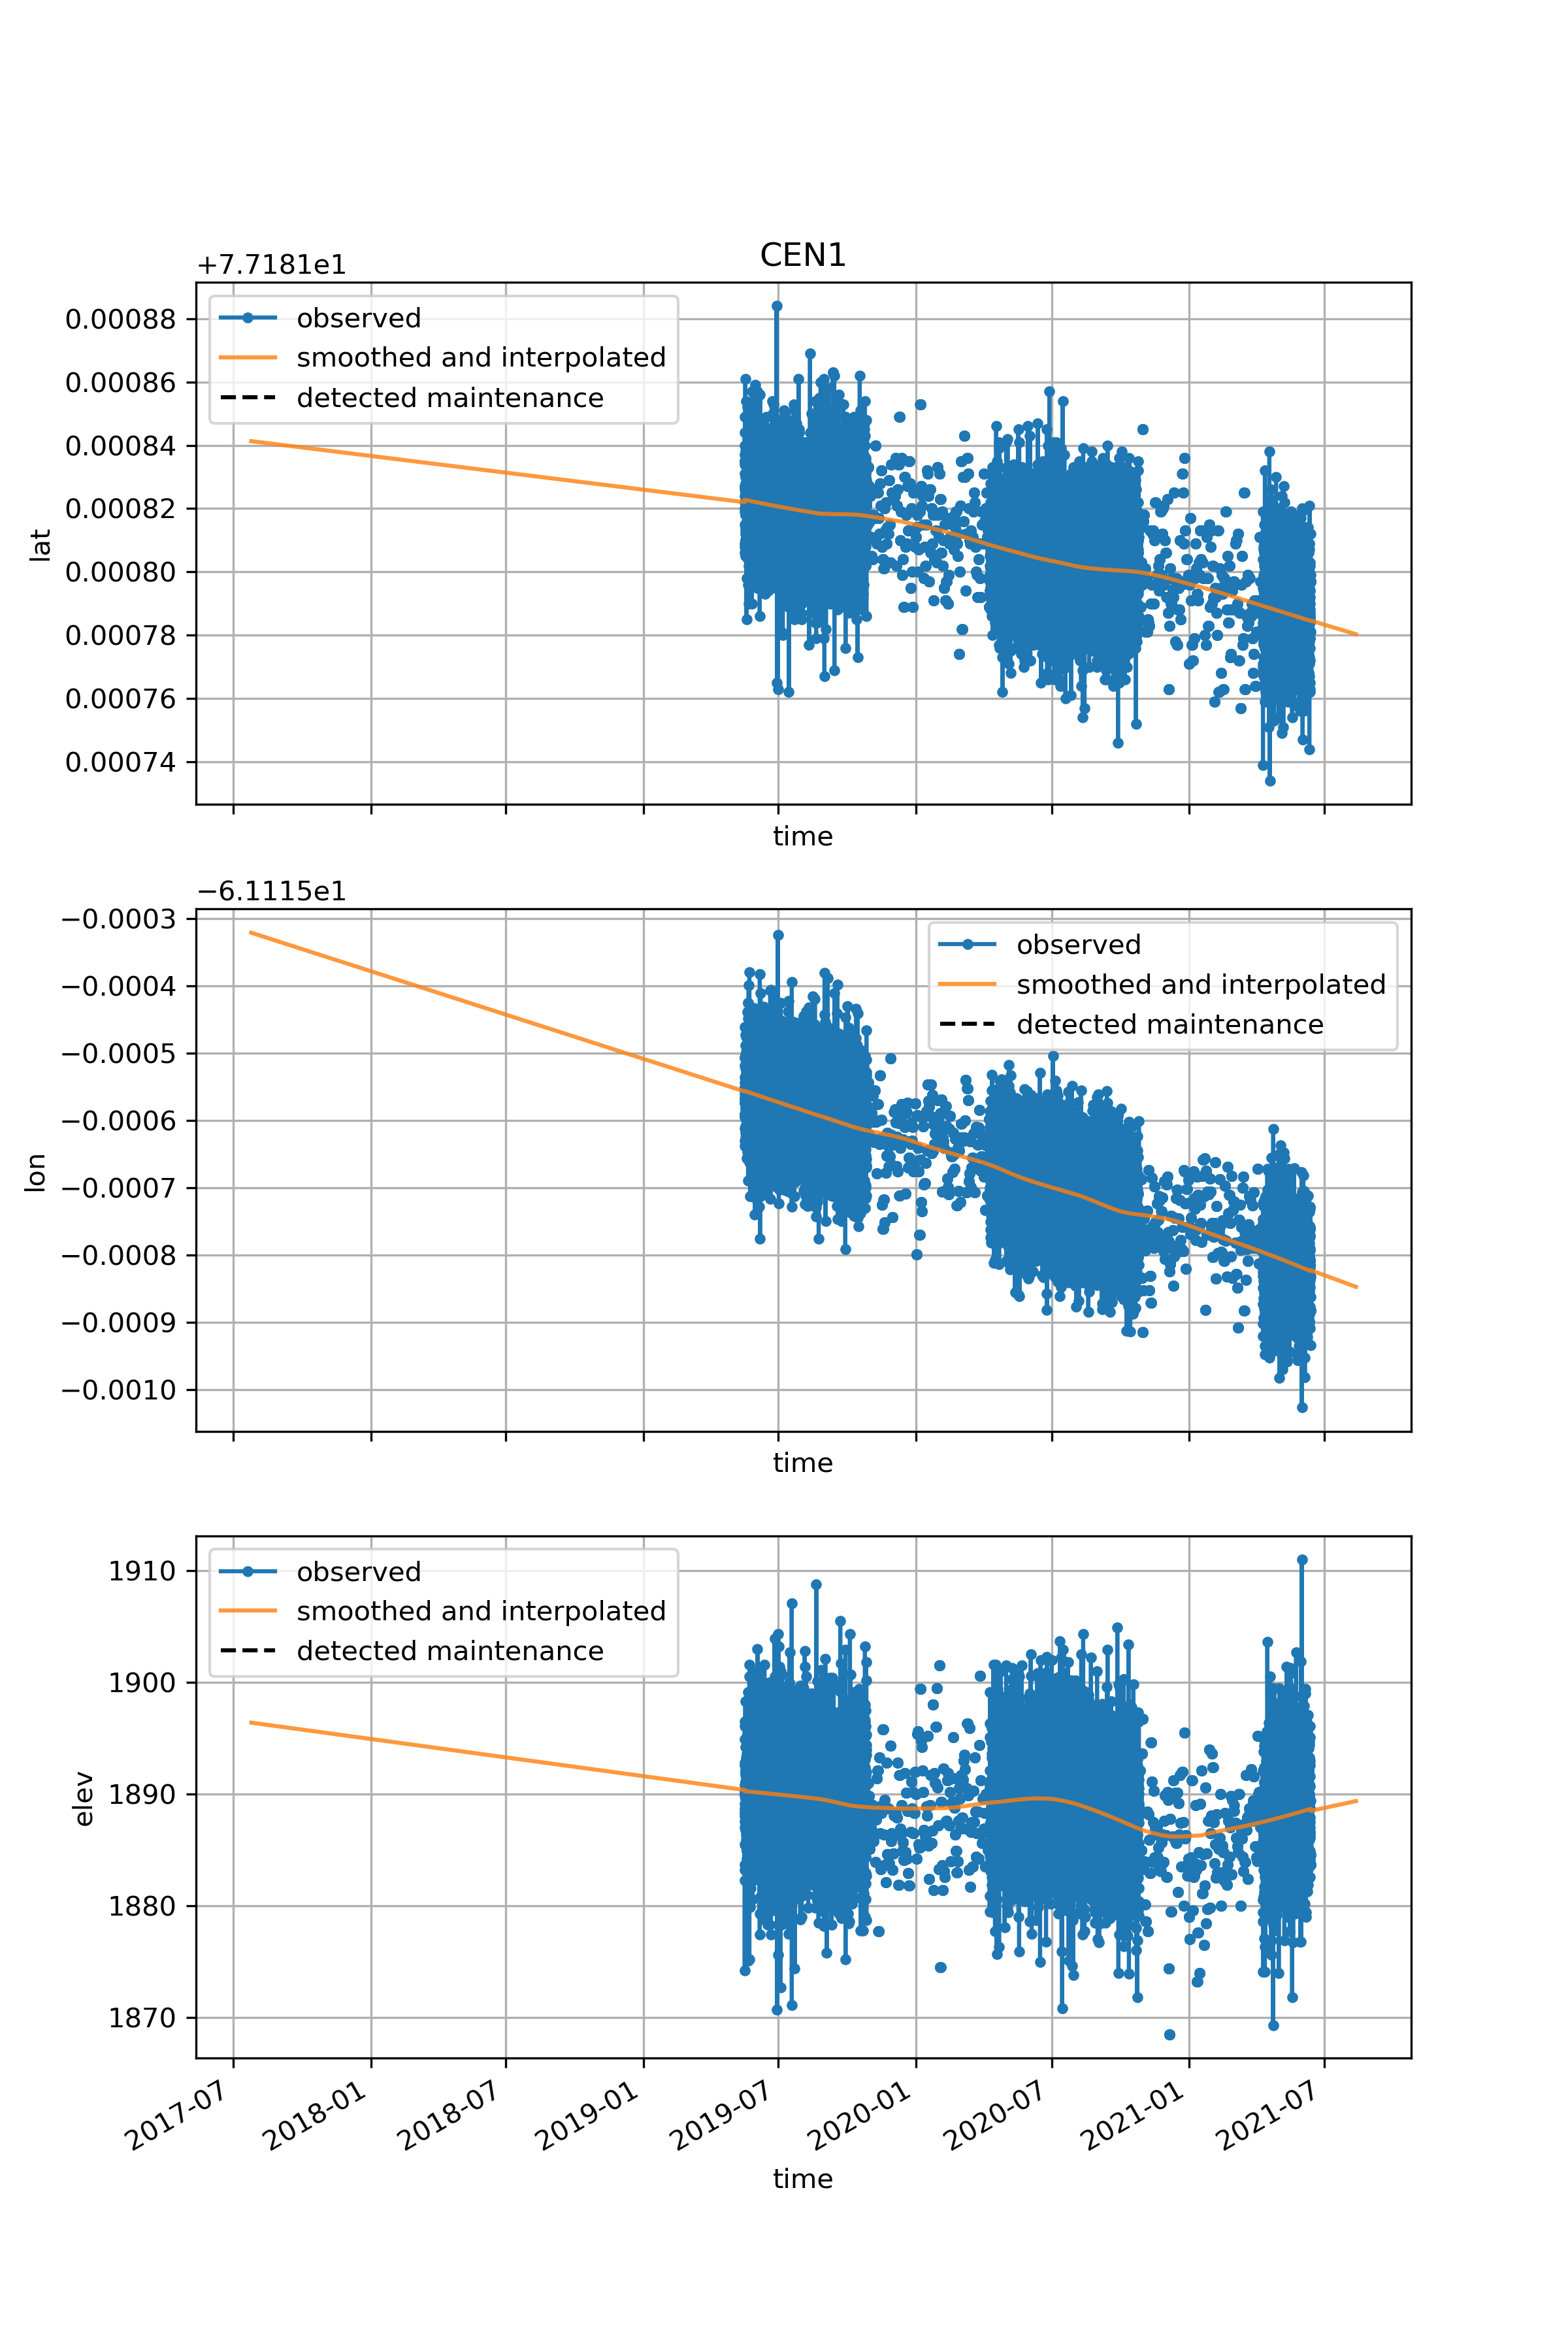 CEN1
+7.7181e1
0.00088
0.00086
0.00084
0.00082
0.00080
0.00078
0.00076
0.00074
lat
observed
smoothed and interpolated
detected maintenance
time
−6.1115e1
−0.0003
−0.0004
−0.0005
−0.0006
−0.0007
−0.0008
−0.0009
−0.0010
lon
observed
smoothed and interpolated
detected maintenance
time
1910
1900
1890
1880
1870
elev
observed
smoothed and interpolated
detected maintenance
2017-07
2018-01
2018-07
2019-01
2019-07
2020-01
2020-07
2021-01
2021-07
time